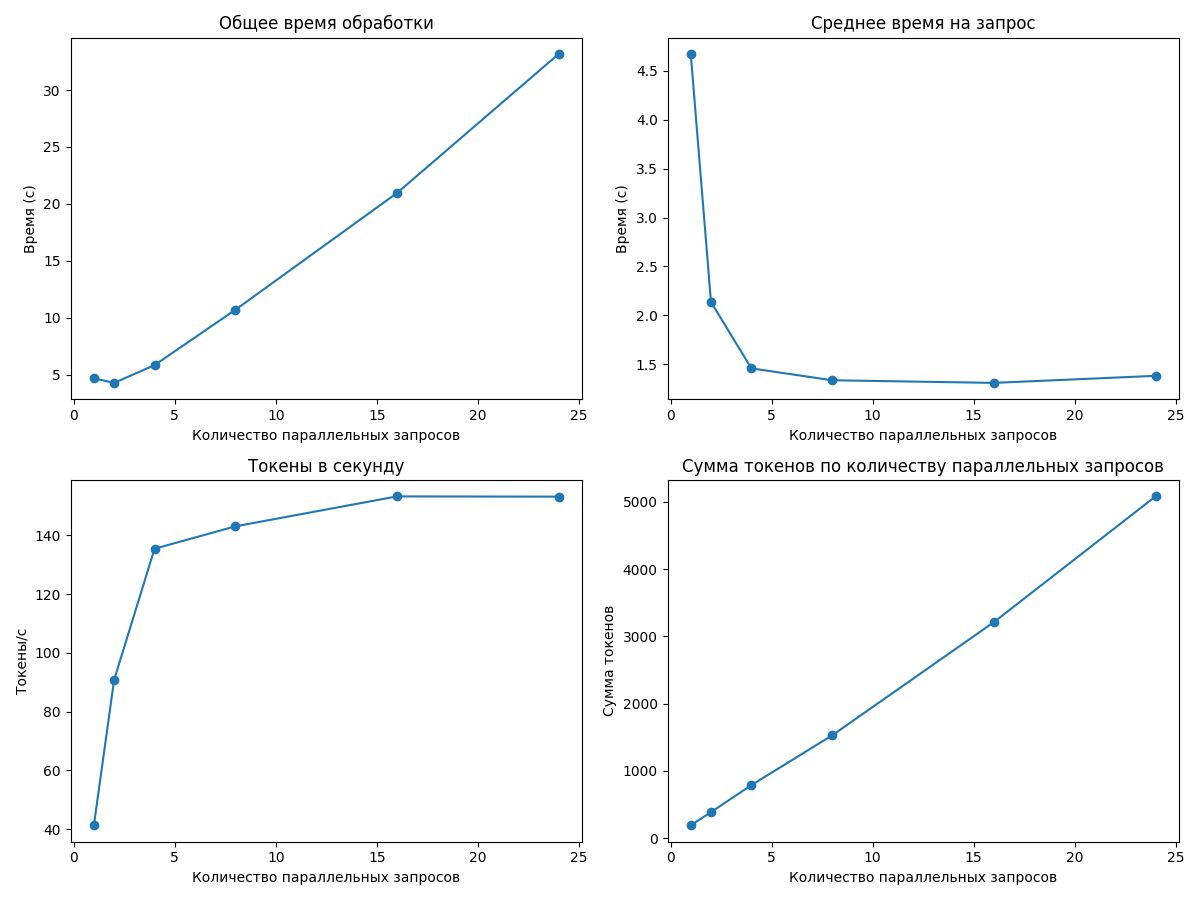 Общее время обработки
30
25
20
15
10
5
Время (с)
0 5 10 15 20 25
Количество параллельных запросов
Среднее время на запрос
4.5
4.0
3.5
3.0
2.5
2.0
1.5
Время (с)
0 5 10 15 20 25
Количество параллельных запросов
Токены в секунду
140
120
100
80
60
40
Токены/с
0 5 10 15 20 25
Количество параллельных запросов
Сумма токенов по количеству параллельных запросов
5000
4000
3000
2000
1000
0
Сумма токенов
0 5 10 15 20 25
Количество параллельных запросов